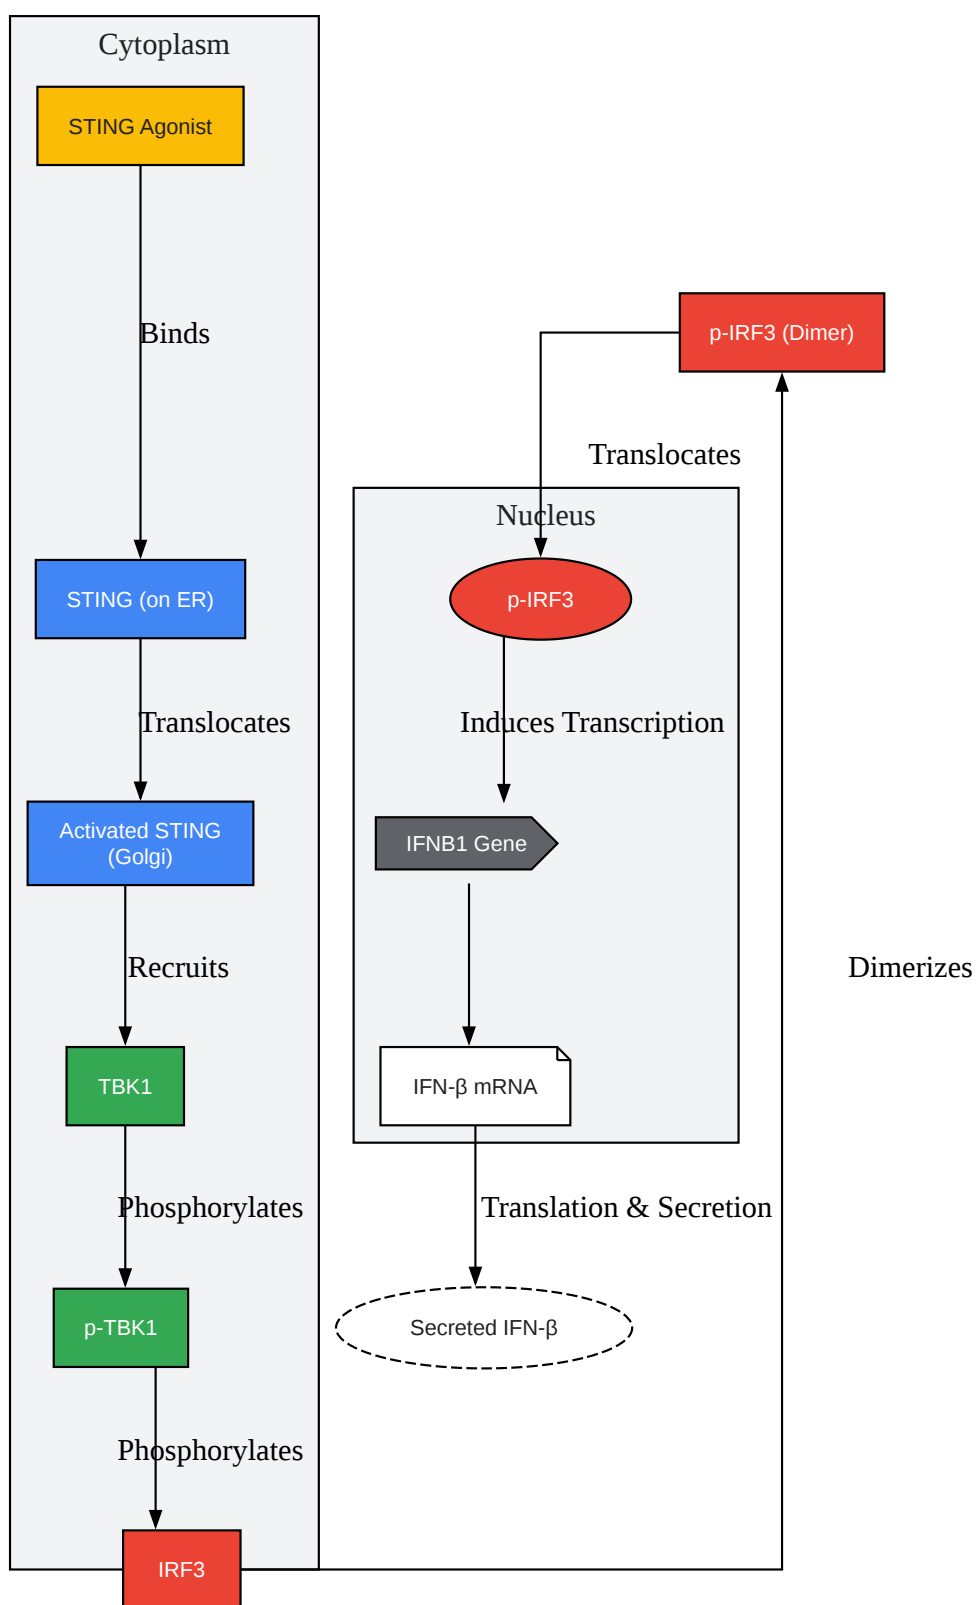 Cytoplasm
STING Agonist
Binds
STING (on ER)
Translocates
Activated STING
(Golgi)
Recruits
TBK1
Phosphorylates
p-TBK1
Phosphorylates
IRF3
Dimerizes
p-IRF3 (Dimer)
Translocates
Nucleus
p-IRF3
Induces Transcription
IFNB1 Gene
IFN-β mRNA
Translation & Secretion
Secreted IFN-β